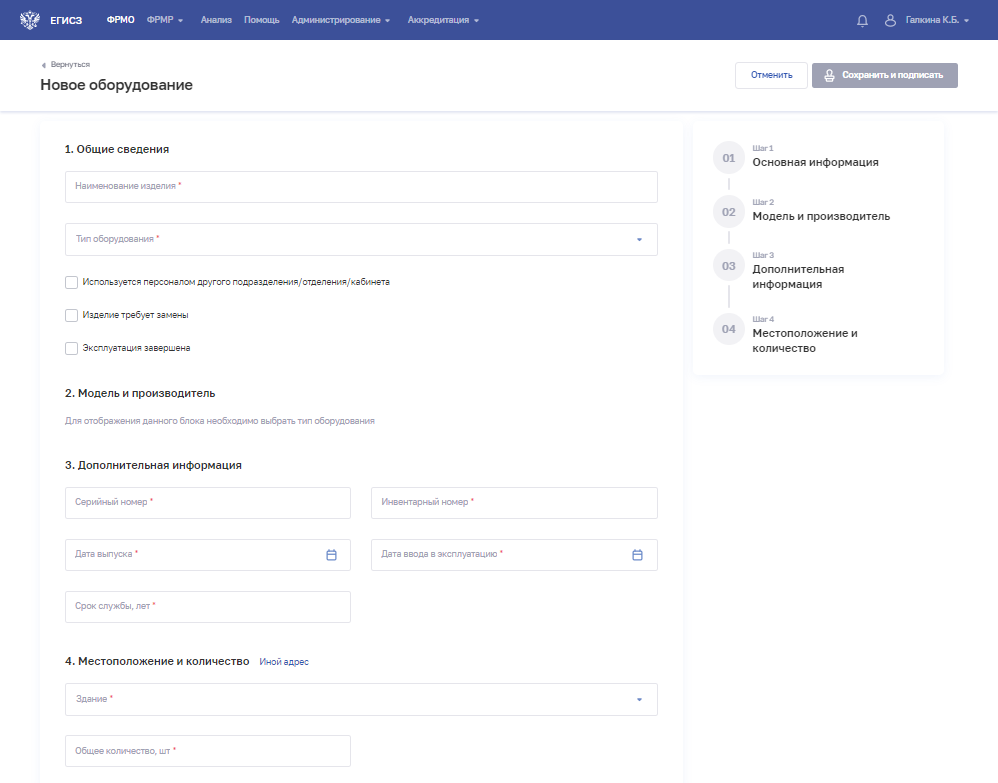 ЕГИСЗ
ФРМО ФРМР Анализ Помощь Администрирование Аккредитация Галкина К.Б.
Вернуться
Новое оборудование
Отменить
Сохранить и подписать
1. Общие сведения
Наименование изделия *
Тип оборудования *
Используется персоналом другого подразделения/отделения/кабинета
Изделие требует замены
Эксплуатация завершена
2. Модель и производитель
Для отображения данного блока необходимо выбрать тип оборудования
3. Дополнительная информация
Серийный номер *
Инвентарный номер *
Дата выпуска *
Дата ввода в эксплуатацию *
Срок службы, лет *
4. Местоположение и количество Иной адрес
Здание *
Общее количество, шт *
01
Шаг 1
Основная информация
02
Шаг 2
Модель и производитель
03
Шаг 3
Дополнительная
информация
04
Шаг 4
Местоположение и
количество